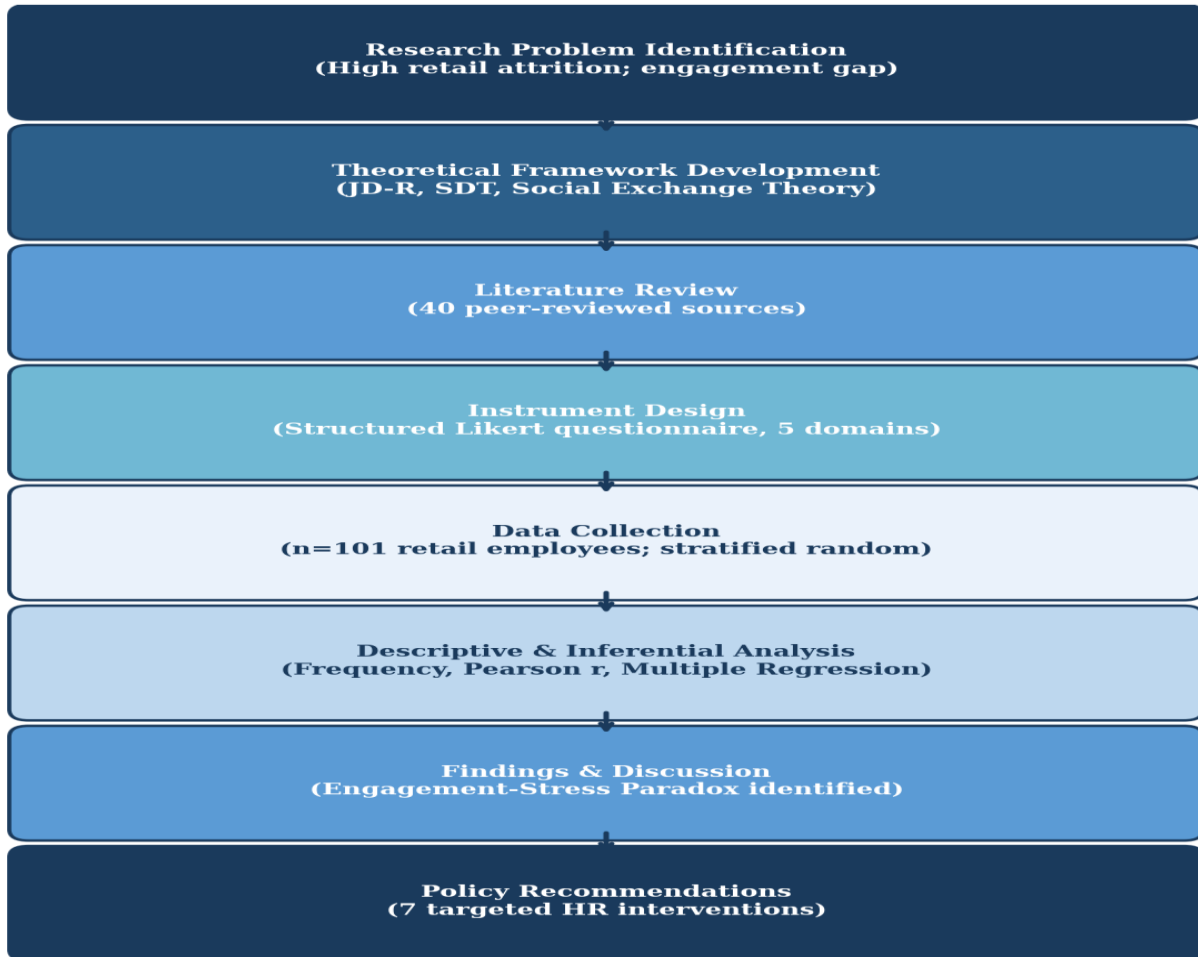 Research Problem Identification
(High retail attrition; engagement gap)
Theoretical Framework Development
(JD-R, SDT, Social Exchange Theory)
Literature Review
(40 peer-reviewed sources)
Instrument Design
(Structured Likert questionnaire, 5 domains)
Data Collection
(n=101 retail employees; stratified random)
Descriptive & Inferential Analysis
(Frequency, Pearson r, Multiple Regression)
Findings & Discussion
(Engagement-Stress Paradox identified)
Policy Recommendations
(7 targeted HR interventions)